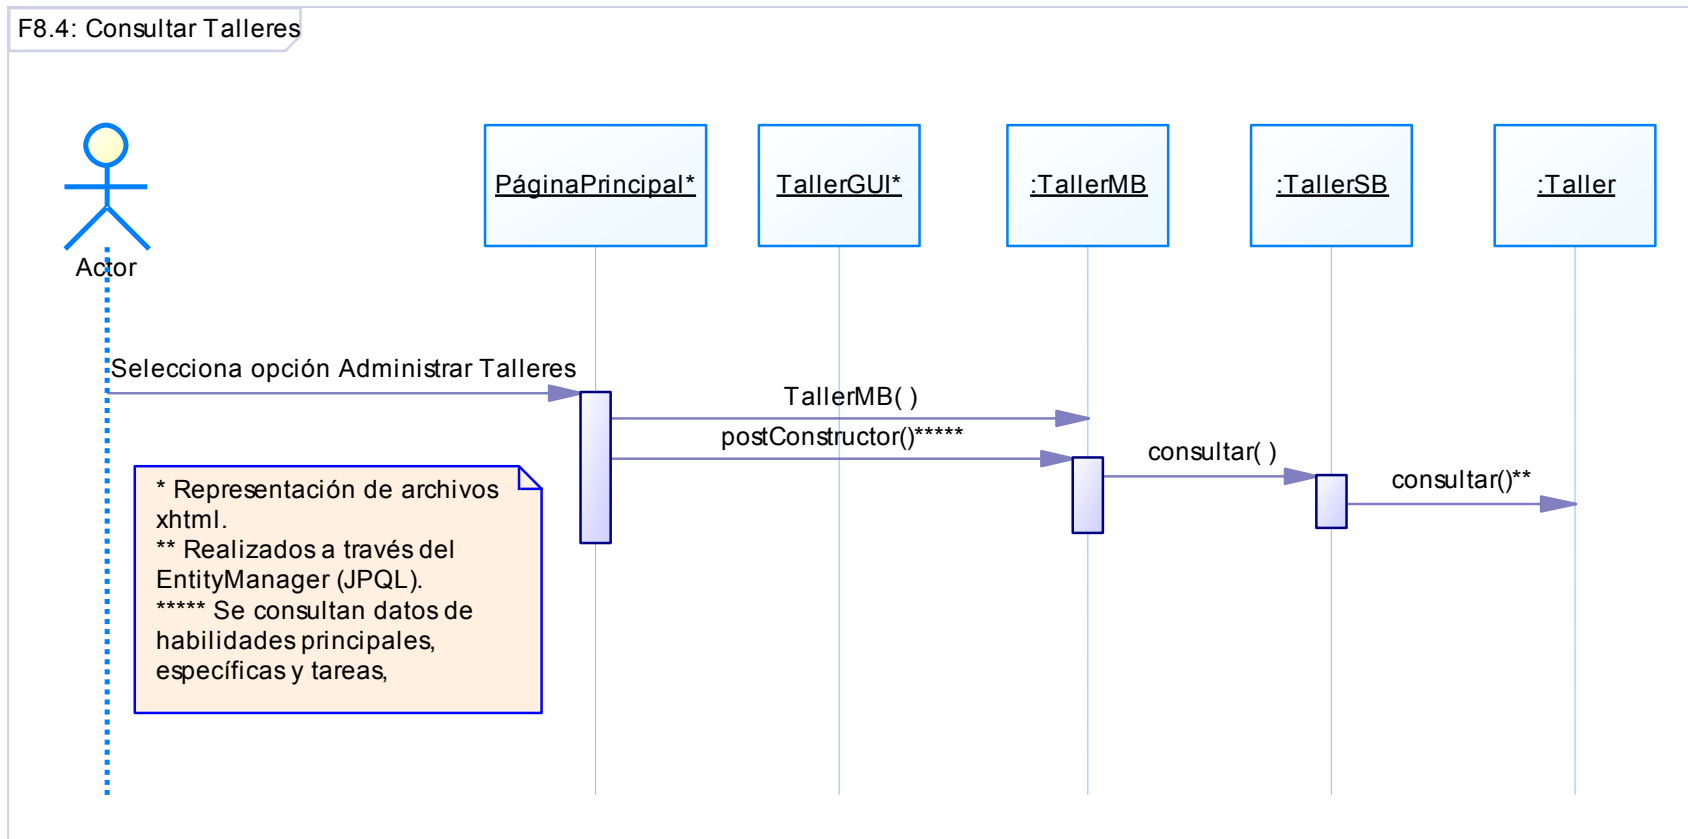 F8.4: Consultar Talleres
PáginaPrincipal*
TallerGUI*
:TallerMB
:TallerSB
:Taller
Actor
Selecciona opción Administrar Talleres
TallerMB( )
postConstructor()*****
consultar( )
consultar()**
* Representación de archivos
xhtml.
** Realizados a través del
EntityManager (JPQL).
***** Se consultan datos de
habilidades principales,
específicas y tareas,